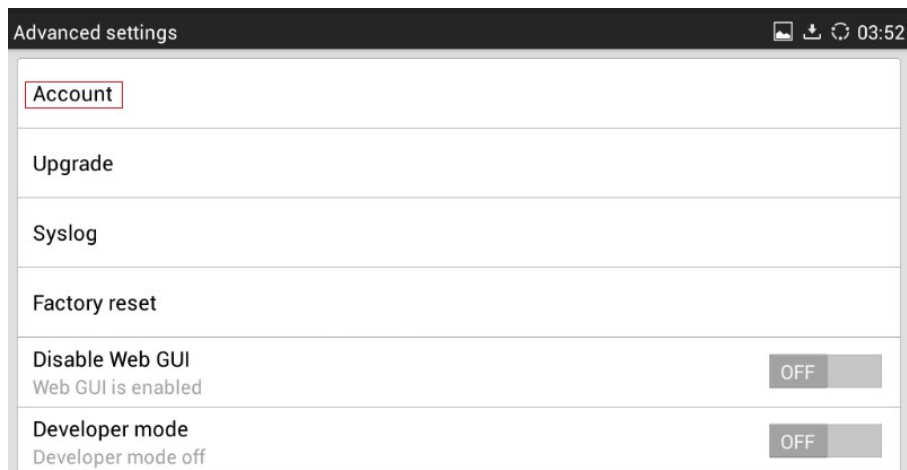 Advanced settings 03:52
Account
Upgrade
Syslog
Factory reset
Disable Web GUI
Web GUI is enabled
OFF
Developer mode
Developer mode off
OFF